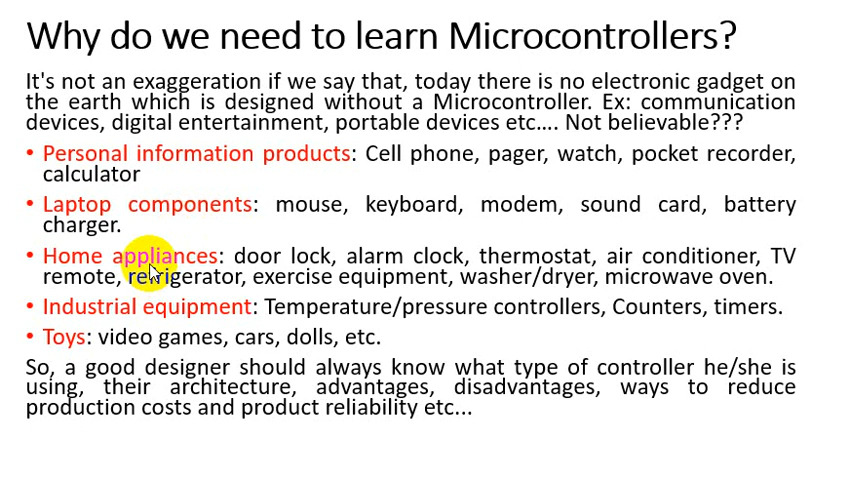 Why do we need to learn Microcontrollers?
It's not an exaggeration if we say that, today there is no electronic gadget on
the earth which is designed without a Microcontroller. Ex: communication
devices, digital entertainment, portable devices etc…. Not believable???
• Personal information products: Cell phone, pager, watch, pocket recorder,
calculator
• Laptop components: mouse, keyboard, modem, sound card, battery
charger.
• Home appliances: door lock, alarm clock, thermostat, air conditioner, TV
remote, refrigerator, exercise equipment, washer/dryer, microwave oven.
• Industrial equipment: Temperature/pressure controllers, Counters, timers.
• Toys: video games, cars, dolls, etc.
So, a good designer should always know what type of controller he/she is
using, their architecture, advantages, disadvantages, ways to reduce
production costs and product reliability etc...